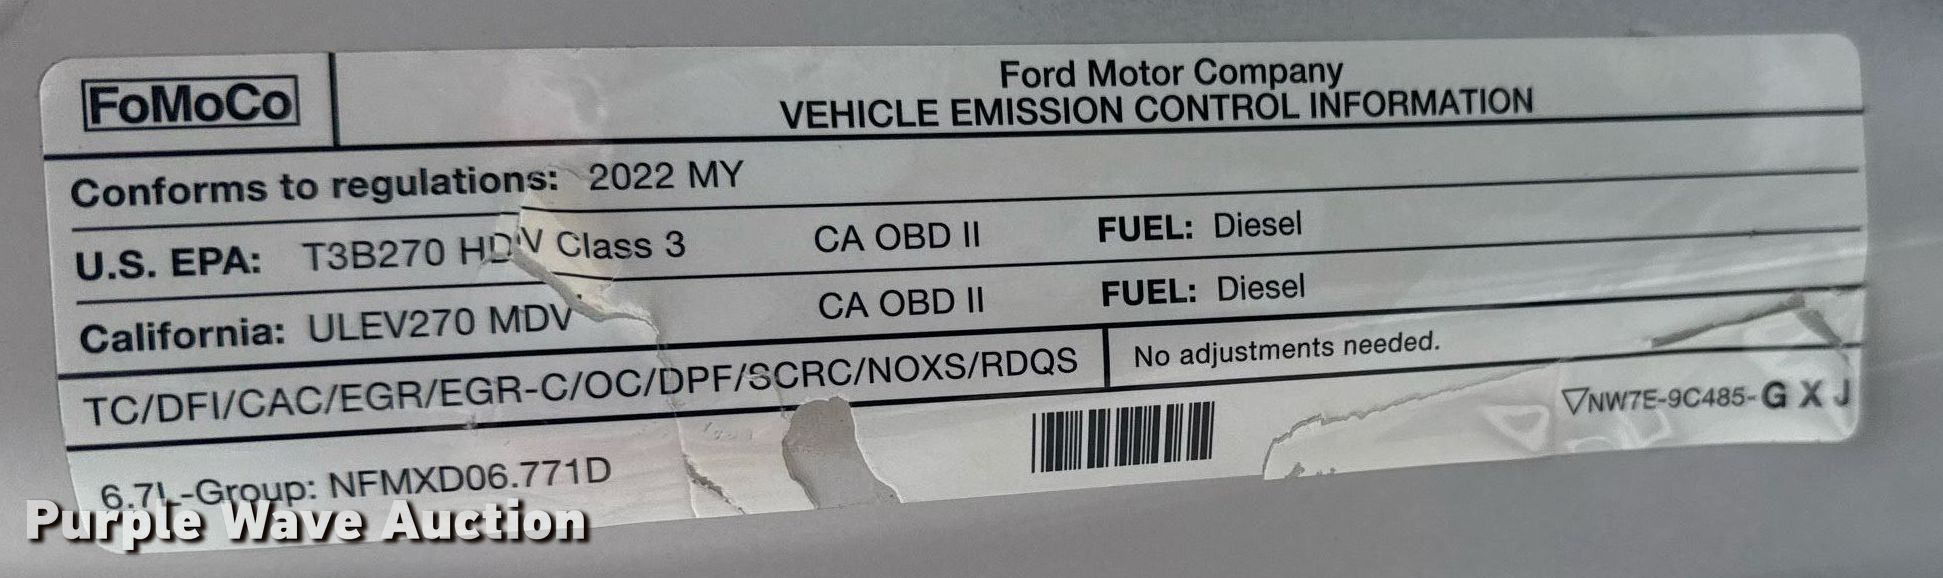 FoMoCo
Ford Motor Company
VEHICLE EMISSION CONTROL INFORMATION
Conforms to regulations: 2022 MY
U.S. EPA: T3B270 HDV Class 3 CA OBD II FUEL: Diesel
California: ULEV270 MDV CA OBD II FUEL: Diesel
TC/DFI/CAC/EGR/EGR-C/OC/DPF/SCRC/NOXS/RDQS No adjustments needed.
▽NW7E-9C485-G X J
6.7L-Group: NFMXD06.771D
Purple Wave Auction